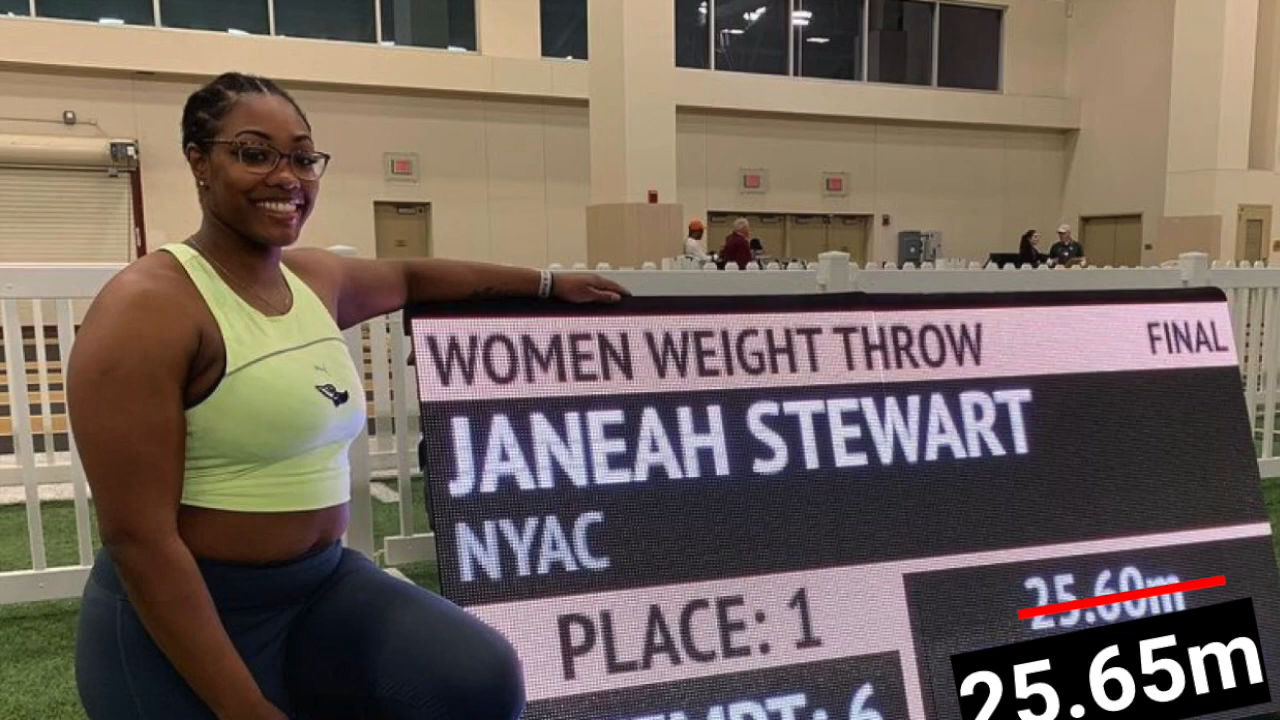 WOMEN WEIGHT THROW FINAL
JANEAH STEWART
NYAC
PLACE: 1
25.60m
25.65m